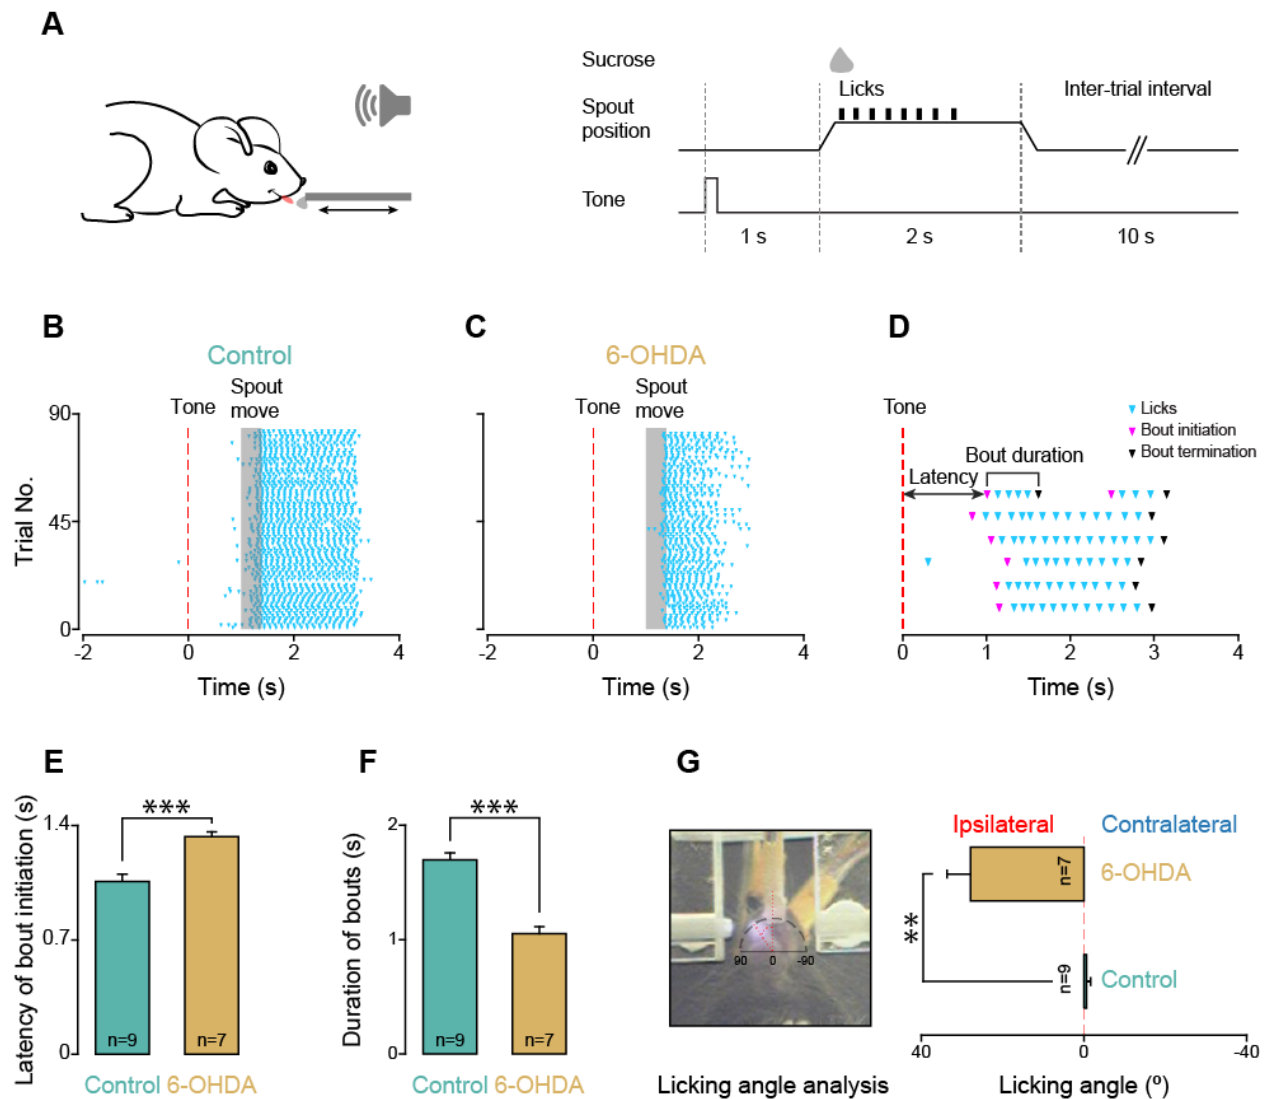 A
Sucrose
Spout
position
Licks
Inter-trial interval
Tone
1 s
2 s
10 s
B
Control
Tone
Spout
move
90
45
0
Trial No.
-2
0
2
4
Time (s)
C
6-OHDA
Tone
Spout
move
-2
0
2
4
Time (s)
D
Tone
Licks
Bout initiation
Bout termination
Bout duration
Latency
0
1
2
3
4
Time (s)
E
Latency of bout initiation (s)
1.4
0.7
0
***
n=9
n=7
Control 6-OHDA
F
Duration of bouts (s)
2
1
0
***
n=9
n=7
Control 6-OHDA
G
90
0
-90
Licking angle analysis
Ipsilateral
Contralateral
n=7
6-OHDA
**
n=9
Control
40
0
-40
Licking angle (º)